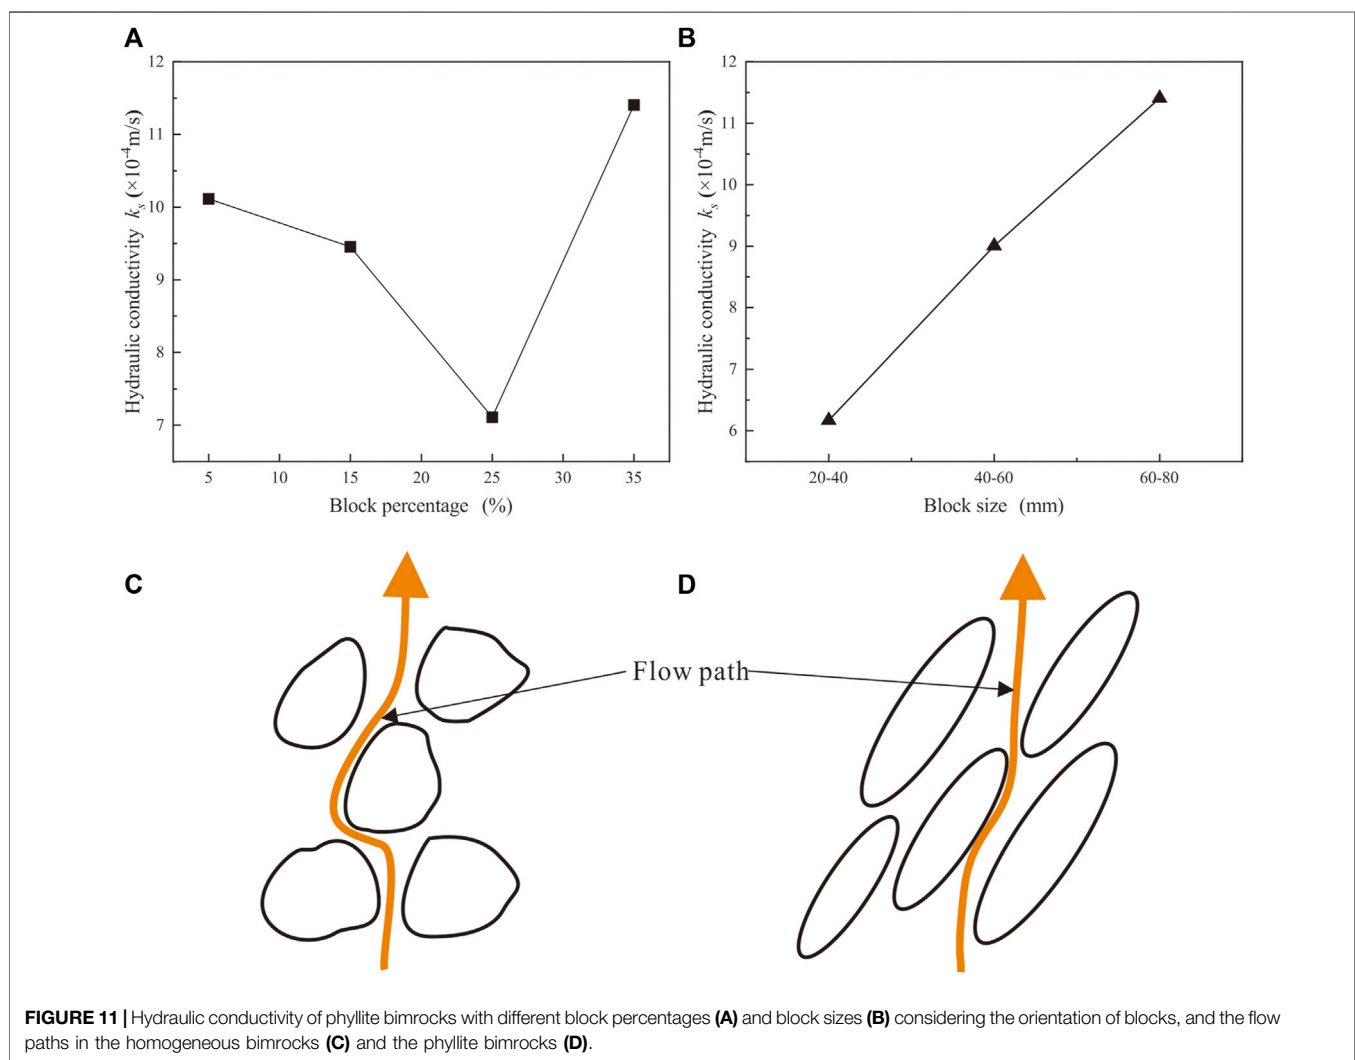 A
B
12
11
10
9
8
7
Hydraulic conductivity kₛ (×10⁻⁴m/s)
5 10 15 20 25 30 35
Block percentage (%)
12
11
10
9
8
7
6
Hydraulic conductivity kₛ (×10⁻⁴m/s)
20-40 40-60 60-80
Block size (mm)
C
D
Flow path
FIGURE 11 | Hydraulic conductivity of phyllite bimrocks with different block percentages (A) and block sizes (B) considering the orientation of blocks, and the flow
paths in the homogeneous bimrocks (C) and the phyllite bimrocks (D).